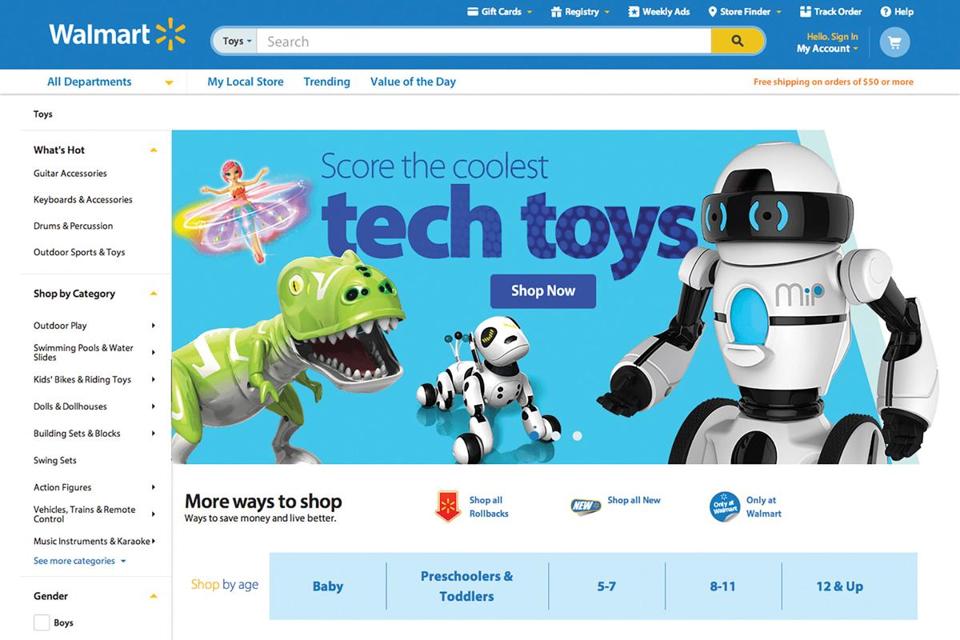 Gift Cards
Registry
Weekly Ads
Store Finder
Track Order
Help
Walmart
Toys
Search
Hello. Sign In
My Account
All Departments
My Local Store
Trending
Value of the Day
Free shipping on orders of $50 or more
Toys
What's Hot
Guitar Accessories
Keyboards & Accessories
Drums & Percussion
Outdoor Sports & Toys
Shop by Category
Outdoor Play
Swimming Pools & Water
Slides
Kids' Bikes & Riding Toys
Dolls & Dollhouses
Building Sets & Blocks
Swing Sets
Action Figures
Vehicles, Trains & Remote
Control
Music Instruments & Karaoke
See more categories
Gender
Boys
Score the coolest
tech toys
Shop Now
MiP
More ways to shop
Ways to save money and live better.
Shop all
Rollbacks
NEW
Shop all New
Only at
Walmart
Only at
Walmart
Shop by age
Baby
Preschoolers &
Toddlers
5-7
8-11
12 & Up